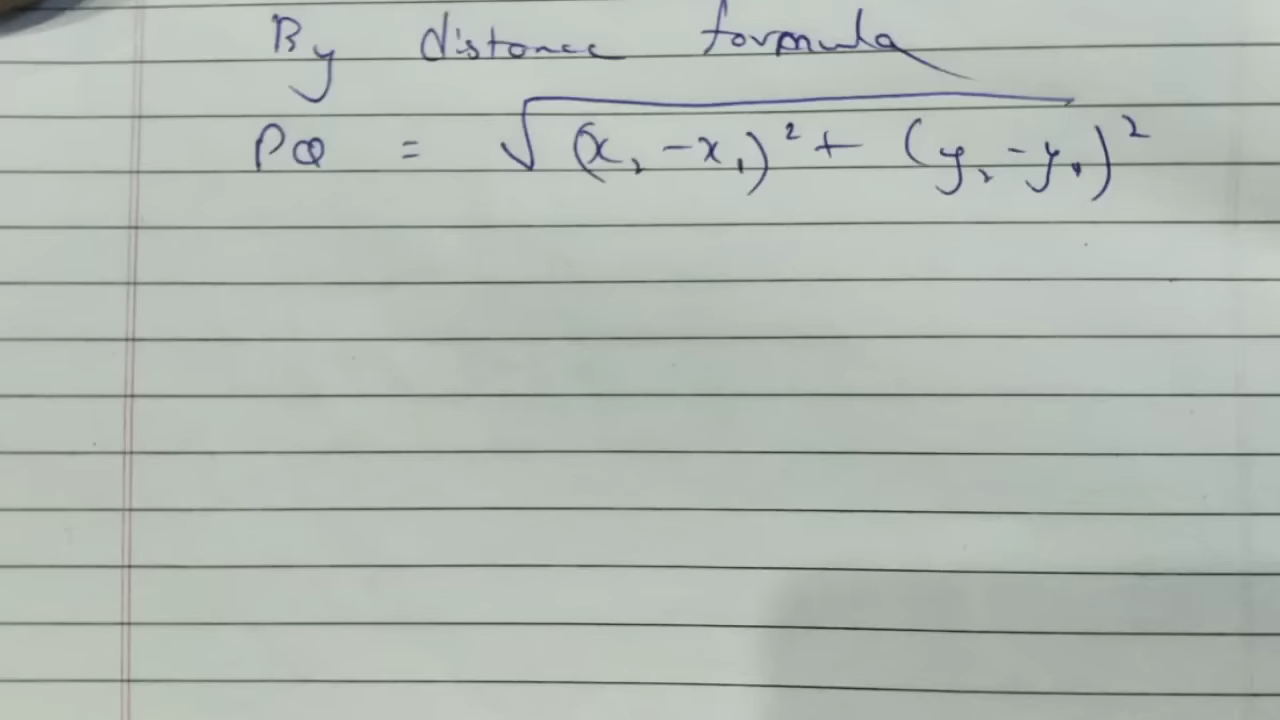 By distance formula
PQ = √(x₂ - x₁)² + (y₂ - y₁)²